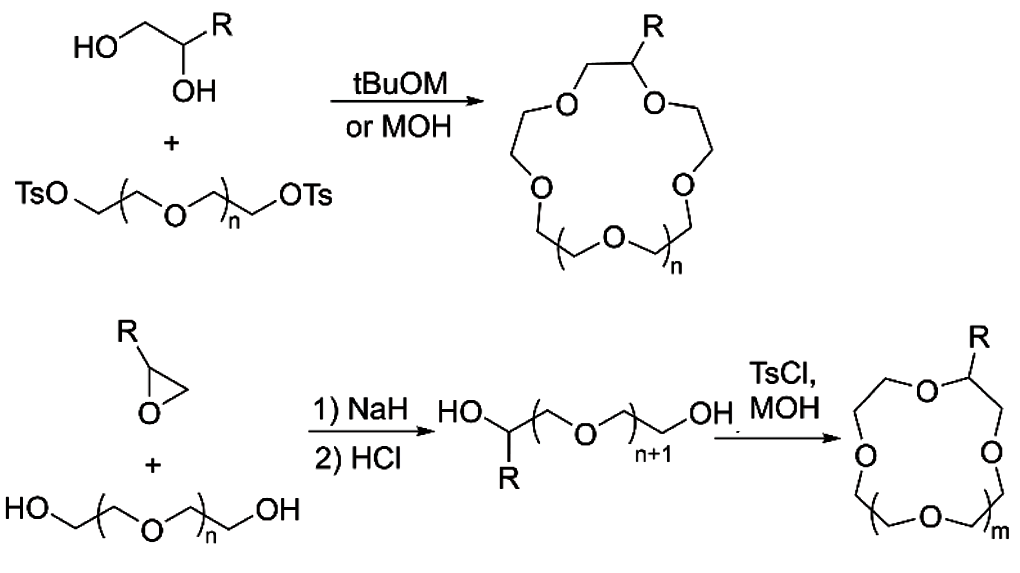 R
HO
OH
+
TsO
O
n
OTs
tBuOM
or MOH
R
O
O
O
O
O
n
R
O
+
HO
O
n
OH
1) NaH
2) HCl
HO
R
O
n+1
OH
TsCl,
MOH
R
O
O
O
O
m